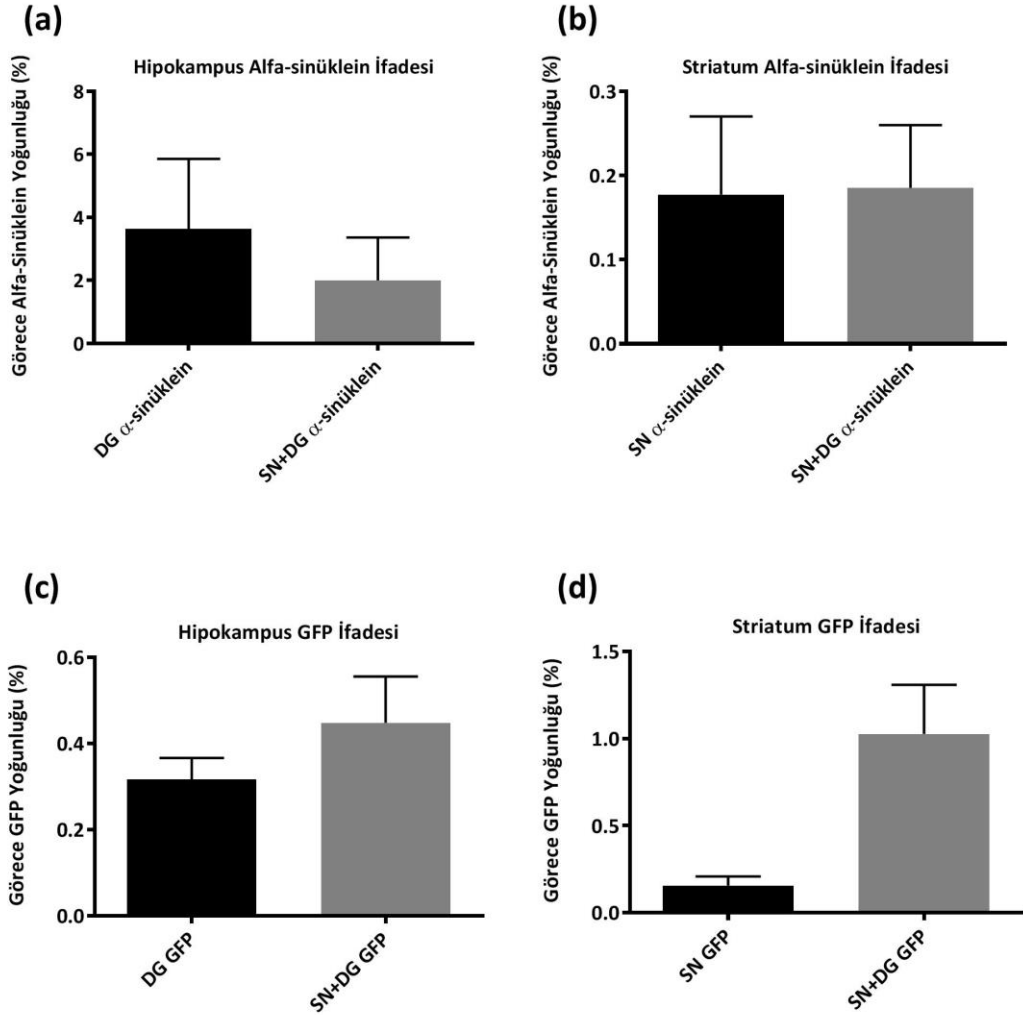 (a)
Hipokampus Alfa-sinüklein İfadesi
Görece Alfa-Sinüklein Yoğunluğu (%)
8
6
4
2
0
DG α-sinüklein
SN+DG α-sinüklein
(b)
Striatum Alfa-sinüklein İfadesi
Görece Alfa-Sinüklein Yoğunluğu (%)
0.3
0.2
0.1
0.0
SN α-sinüklein
SN+DG α-sinüklein
(c)
Hipokampus GFP İfadesi
Görece GFP Yoğunluğu (%)
0.6
0.4
0.2
0.0
DG GFP
SN+DG GFP
(d)
Striatum GFP İfadesi
Görece GFP Yoğunluğu (%)
1.5
1.0
0.5
0.0
SN GFP
SN+DG GFP